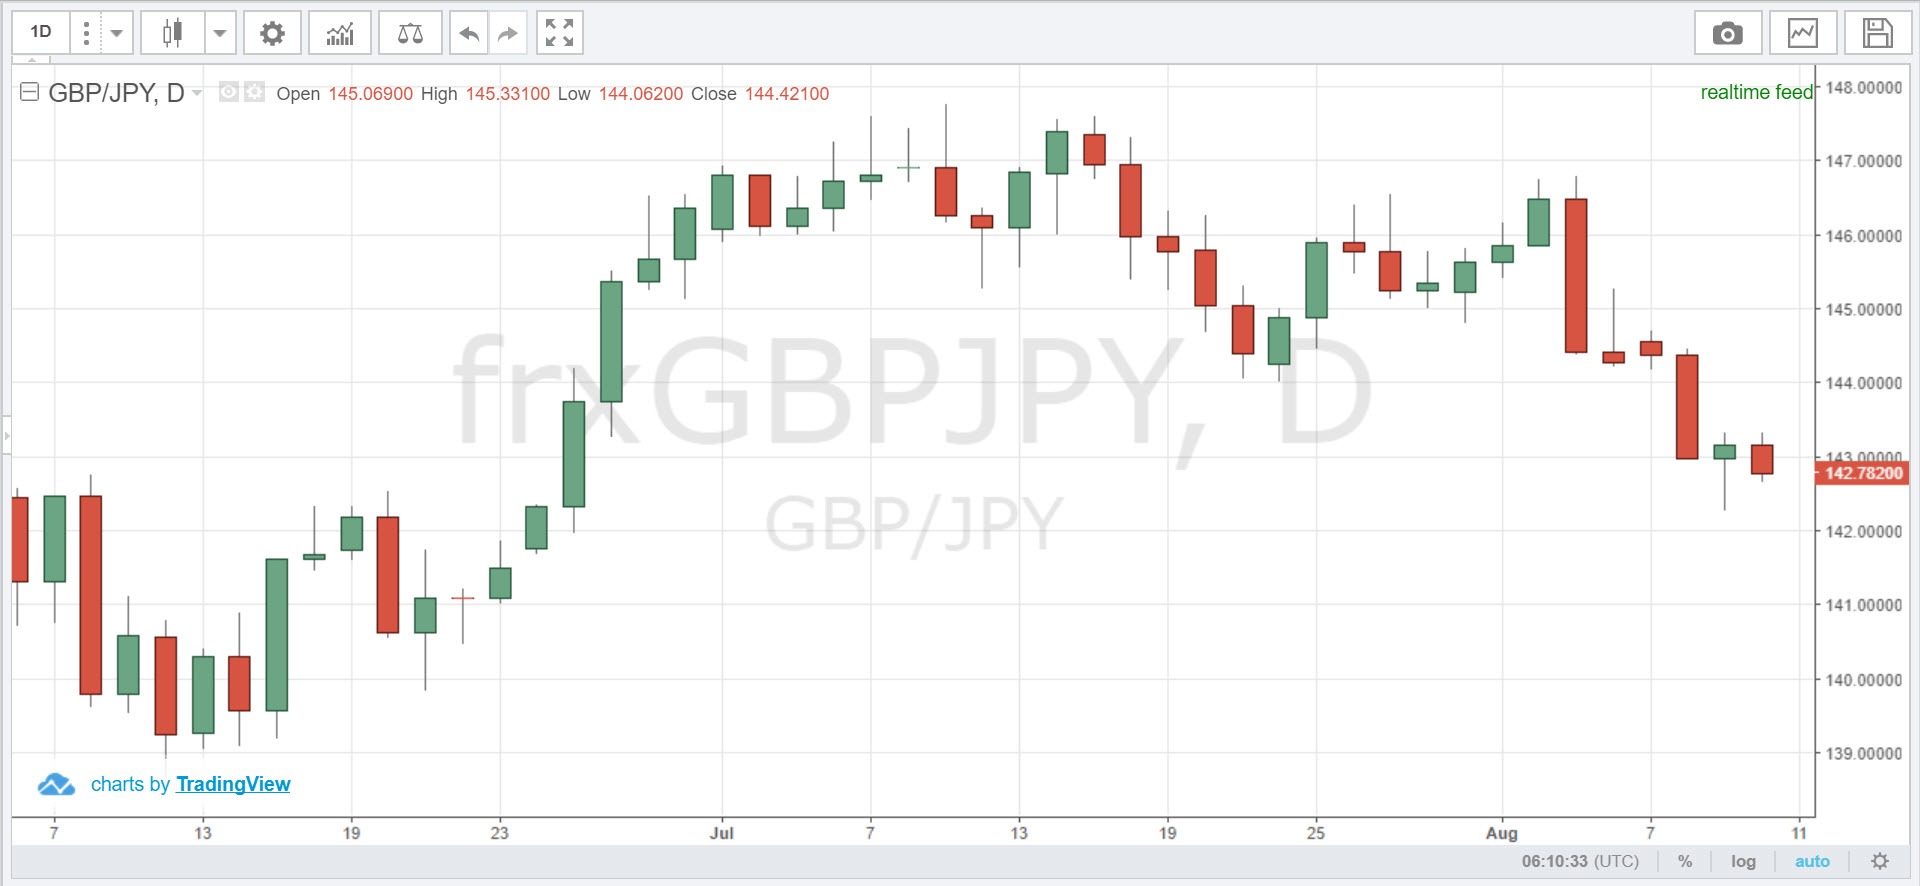 1D
GBP/JPY, D Open 145.06900 High 145.33100 Low 144.06200 Close 144.42100
realtime feed
148.00000
147.00000
146.00000
145.00000
144.00000
143.00000
142.78200
142.00000
141.00000
140.00000
139.00000
frxGBPJPY, D
GBP/JPY
charts by TradingView
7 13 19 23 Jul 7 13 19 25 Aug 7 11
06:10:33 (UTC) % log auto